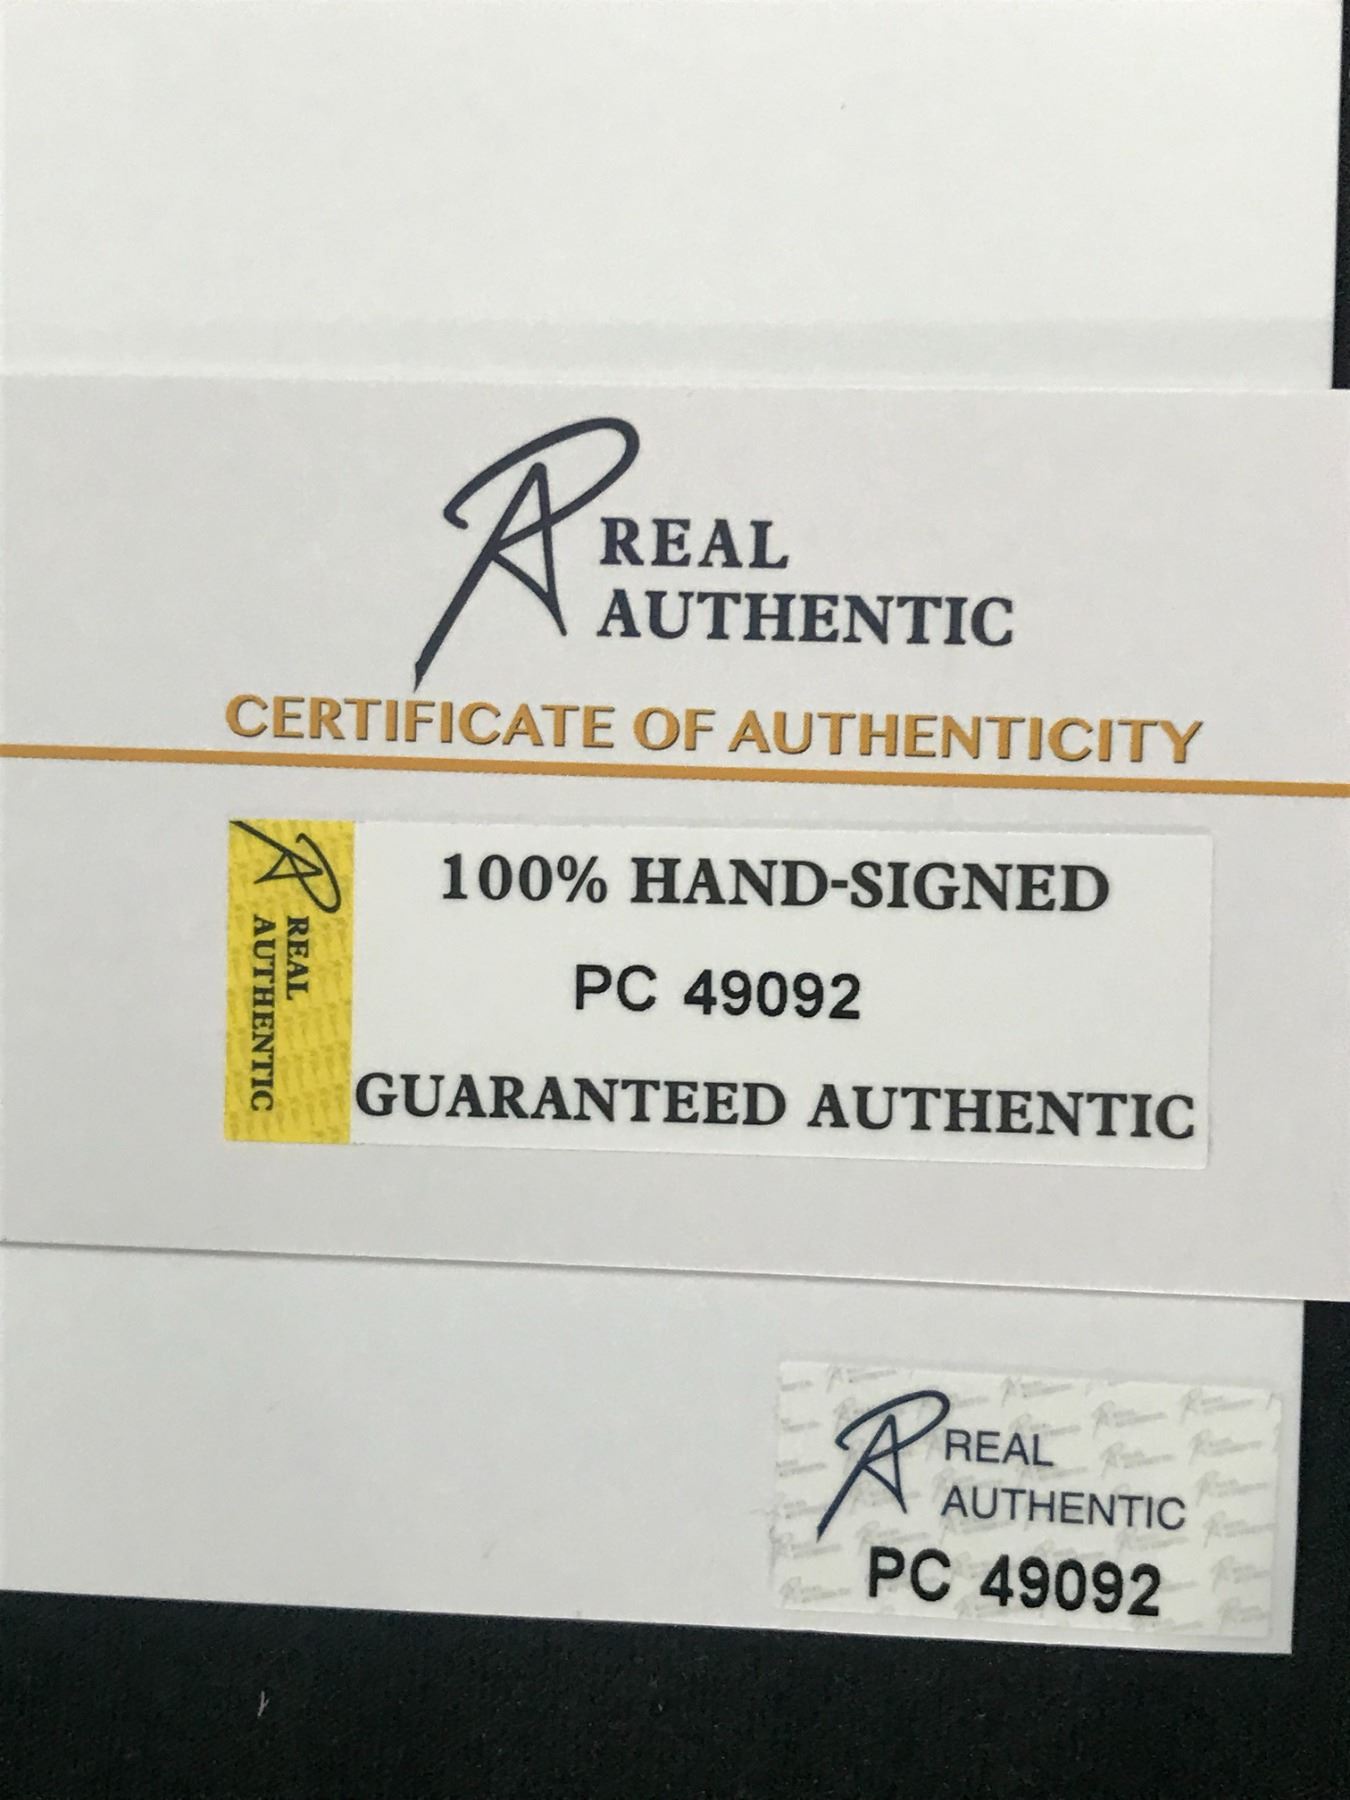 REAL
AUTHENTIC
CERTIFICATE OF AUTHENTICITY
REAL
AUTHENTIC
100% HAND-SIGNED
PC 49092
GUARANTEED AUTHENTIC
REAL
AUTHENTIC
PC 49092